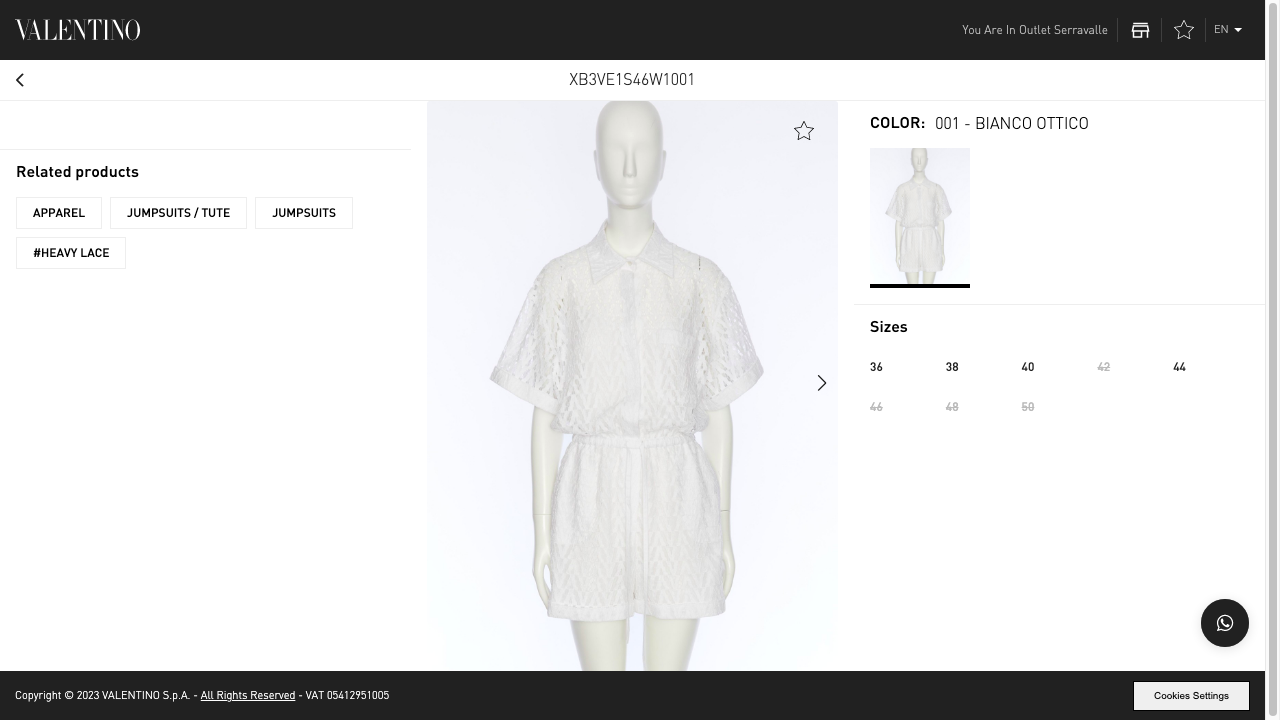 VALENTINO
You Are In Outlet Serravalle
EN
XB3VE1S46W1001
Related products
APPAREL
JUMPSUITS / TUTE
JUMPSUITS
#HEAVY LACE
COLOR: 001 - BIANCO OTTICO
Sizes
36 38 40 42 44
46 48 50
Copyright © 2023 VALENTINO S.p.A. - All Rights Reserved - VAT 05412951005
Cookies Settings